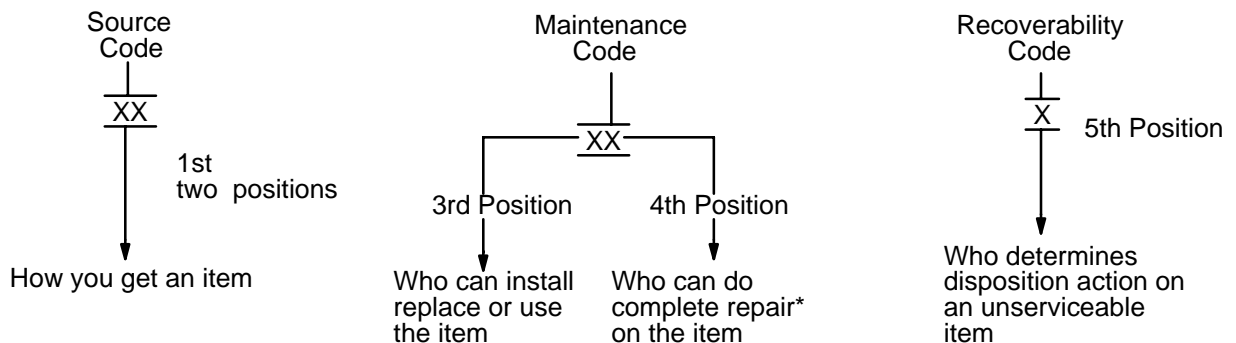 Source
Code
XX
1st
two positions
How you get an item
Maintenance
Code
XX
3rd Position
4th Position
Who can install
replace or use
the item
Who can do
complete repair*
on the item
Recoverability
Code
X
5th Position
Who determines
disposition action on
an unserviceable
item